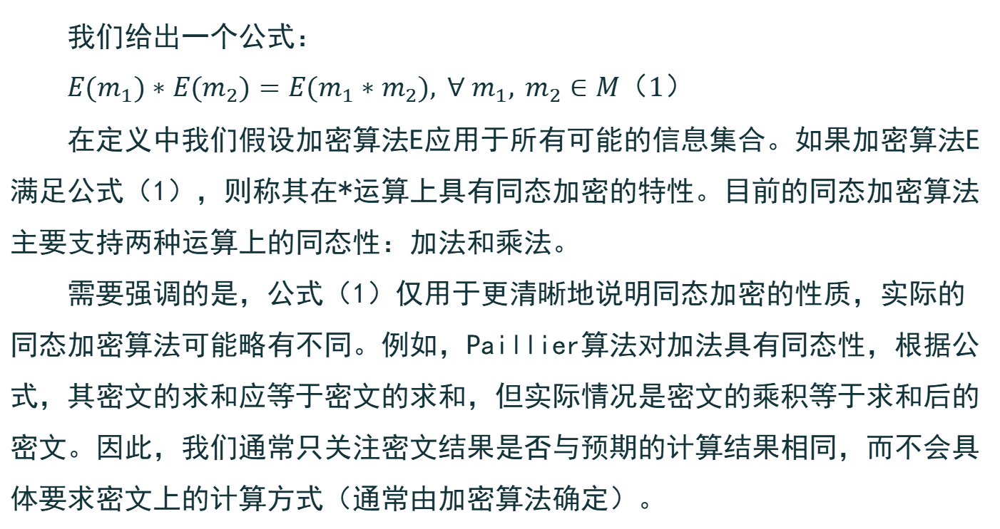 我们给出一个公式：
E(m₁) * E(m₂) = E(m₁ * m₂), ∀ m₁, m₂ ∈ M（1）
在定义中我们假设加密算法E应用于所有可能的信息集合。如果加密算法E
满足公式（1），则称其在*运算上具有同态加密的特性。目前的同态加密算法
主要支持两种运算上的同态性：加法和乘法。
需要强调的是，公式（1）仅用于更清晰地说明同态加密的性质，实际的
同态加密算法可能略有不同。例如，Paillier算法对加法具有同态性，根据公
式，其密文的求和应等于密文的求和，但实际情况是密文的乘积等于求和后的
密文。因此，我们通常只关注密文结果是否与预期的计算结果相同，而不会具
体要求密文上的计算方式（通常由加密算法确定）。